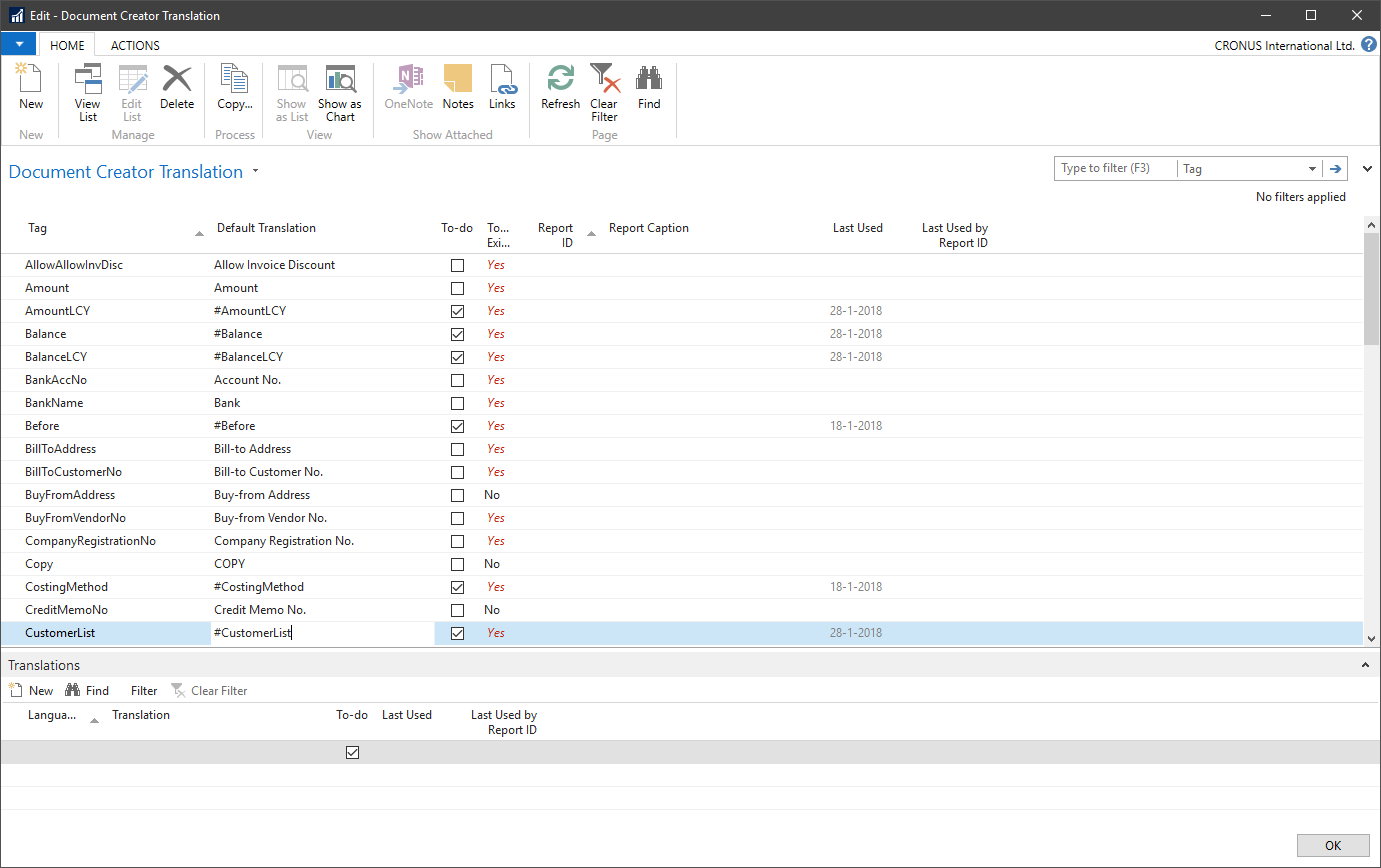 Edit - Document Creator Translation
HOME ACTIONS CRONUS International Ltd. ?
New View List Edit List Delete Copy... Show as List Show as Chart OneNote Notes Links Refresh Clear Filter Find
New Manage Process View Show Attached Page
Document Creator Translation Type to filter (F3) Tag
No filters applied
Tag Default Translation To-do To... Exi... Report ID Report Caption Last Used Last Used by Report ID
AllowAllowInvDisc Allow Invoice Discount Yes
Amount Amount Yes
AmountLCY #AmountLCY Yes 28-1-2018
Balance #Balance Yes 28-1-2018
BalanceLCY #BalanceLCY Yes 28-1-2018
BankAccNo Account No. Yes
BankName Bank Yes
Before #Before Yes 18-1-2018
BillToAddress Bill-to Address Yes
BillToCustomerNo Bill-to Customer No. Yes
BuyFromAddress Buy-from Address No
BuyFromVendorNo Buy-from Vendor No. Yes
CompanyRegistrationNo Company Registration No. Yes
Copy COPY No
CostingMethod #CostingMethod Yes 18-1-2018
CreditMemoNo Credit Memo No. No
CustomerList #CustomerList Yes 28-1-2018
Translations
New Find Filter Clear Filter
Langua... Translation To-do Last Used Last Used by Report ID
OK